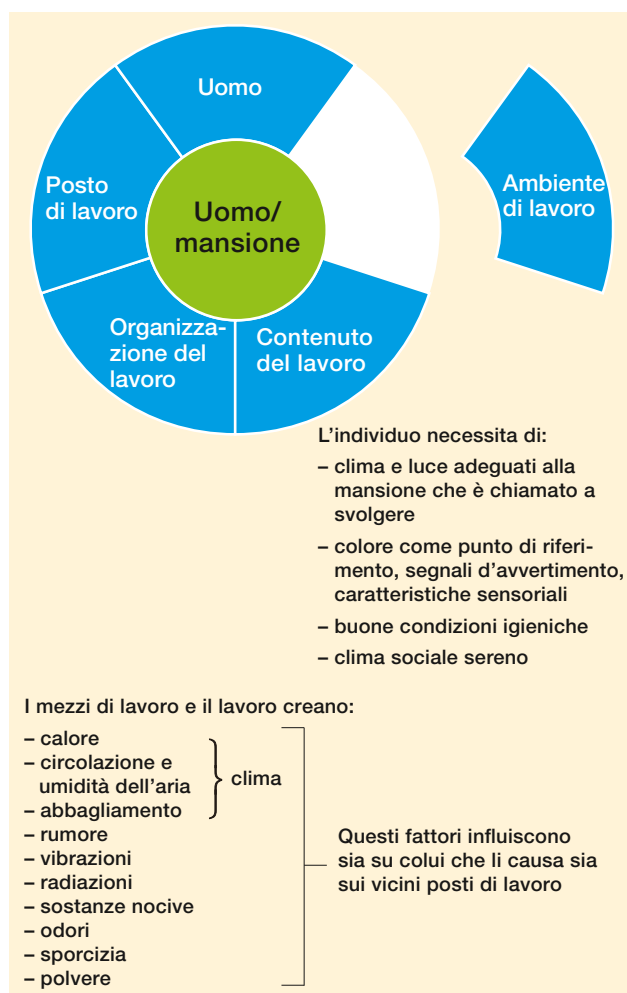 Uomo
Posto
di lavoro
Uomo/
mansione
Ambiente
di lavoro
Organizza-
zione del
lavoro
Contenuto
del lavoro
L'individuo necessita di:
– clima e luce adeguati alla
mansione che è chiamato a
svolgere
– colore come punto di riferi-
mento, segnali d'avvertimento,
caratteristiche sensoriali
– buone condizioni igieniche
– clima sociale sereno
I mezzi di lavoro e il lavoro creano:
– calore
– circolazione e
umidità dell'aria
– abbagliamento
clima
– rumore
– vibrazioni
– radiazioni
– sostanze nocive
– odori
– sporcizia
– polvere
Questi fattori influiscono
sia su colui che li causa sia
sui vicini posti di lavoro